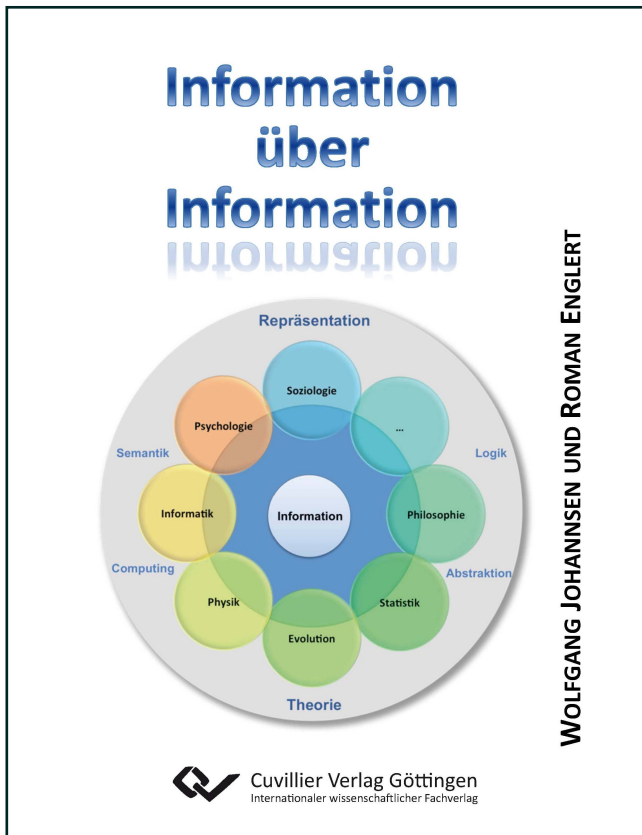 Information
über
Information
WOLFGANG JOHANNSEN UND ROMAN ENGLERT
Repräsentation
Soziologie
Psychologie
...
Semantik
Logik
Informatik
Information
Philosophie
Computing
Abstraktion
Physik
Statistik
Evolution
Theorie
Cuvillier Verlag Göttingen
Internationaler wissenschaftlicher Fachverlag